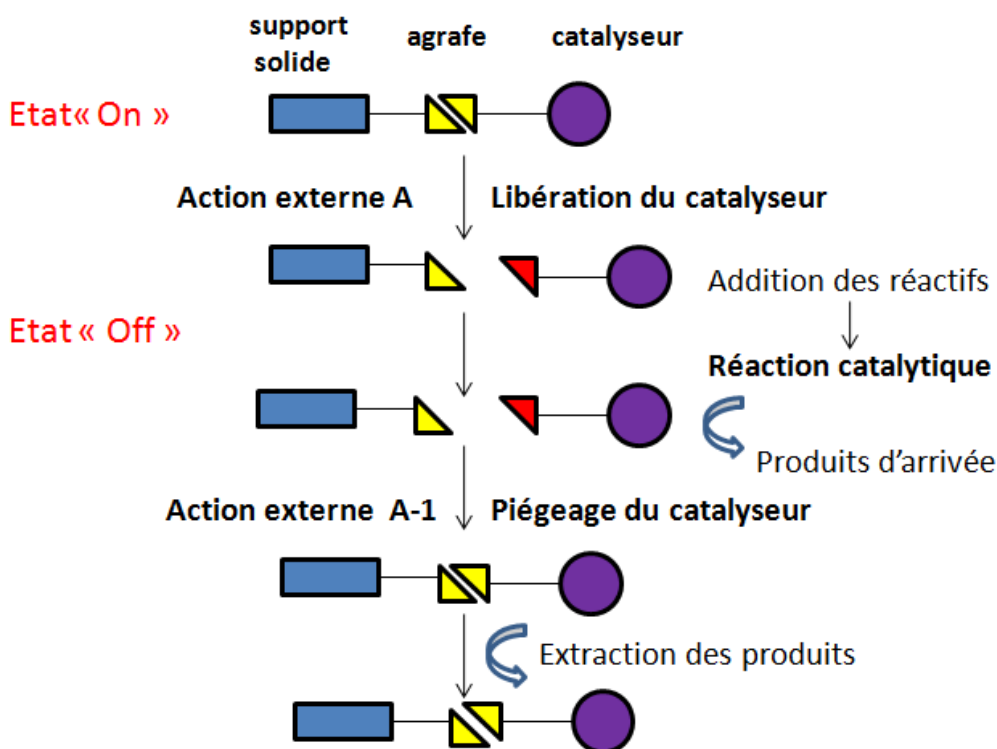 support
solide
agrafe
catalyseur
Etat« On »
Action externe A
Libération du catalyseur
Addition des réactifs
Etat « Off »
Réaction catalytique
Produits d'arrivée
Action externe  A-1
Piégeage du catalyseur
Extraction des produits